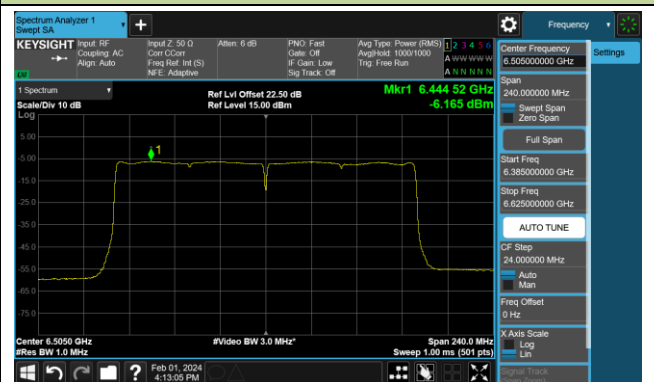 Spectrum Analyzer 1
Swept SA
Frequency
KEYSIGHT
Input: RF
Coupling: AC
Align: Auto
Input Z: 50 Ω
Corr CCorr
Freq Ref: Int (S)
NFE: Adaptive
Atten: 6 dB
PNO: Fast
Gate: Off
IF Gain: Low
Sig Track: Off
Avg Type: Power (RMS)
Avg|Hold: 1000/1000
Trig: Free Run
1 2 3 4 5 6
A W W W W W
A N N N N N
LXI
Center Frequency
6.505000000 GHz
Settings
Span
240.000000 MHz
Swept Span
Zero Span
Full Span
Start Freq
6.385000000 GHz
Stop Freq
6.625000000 GHz
AUTO TUNE
CF Step
24.000000 MHz
Auto
Man
Freq Offset
0 Hz
X Axis Scale
Log
Lin
Signal Track
(Span Zoom)
1 Spectrum
Scale/Div 10 dB
Log
Ref Lvl Offset 22.50 dB
Ref Level 15.00 dBm
Mkr1 6.444 52 GHz
-6.165 dBm
1
5.00
-5.00
-15.0
-25.0
-35.0
-45.0
-55.0
-65.0
-75.0
Center 6.5050 GHz
#Res BW 1.0 MHz
#Video BW 3.0 MHz*
Span 240.0 MHz
Sweep 1.00 ms (501 pts)
Feb 01, 2024
4:13:05 PM